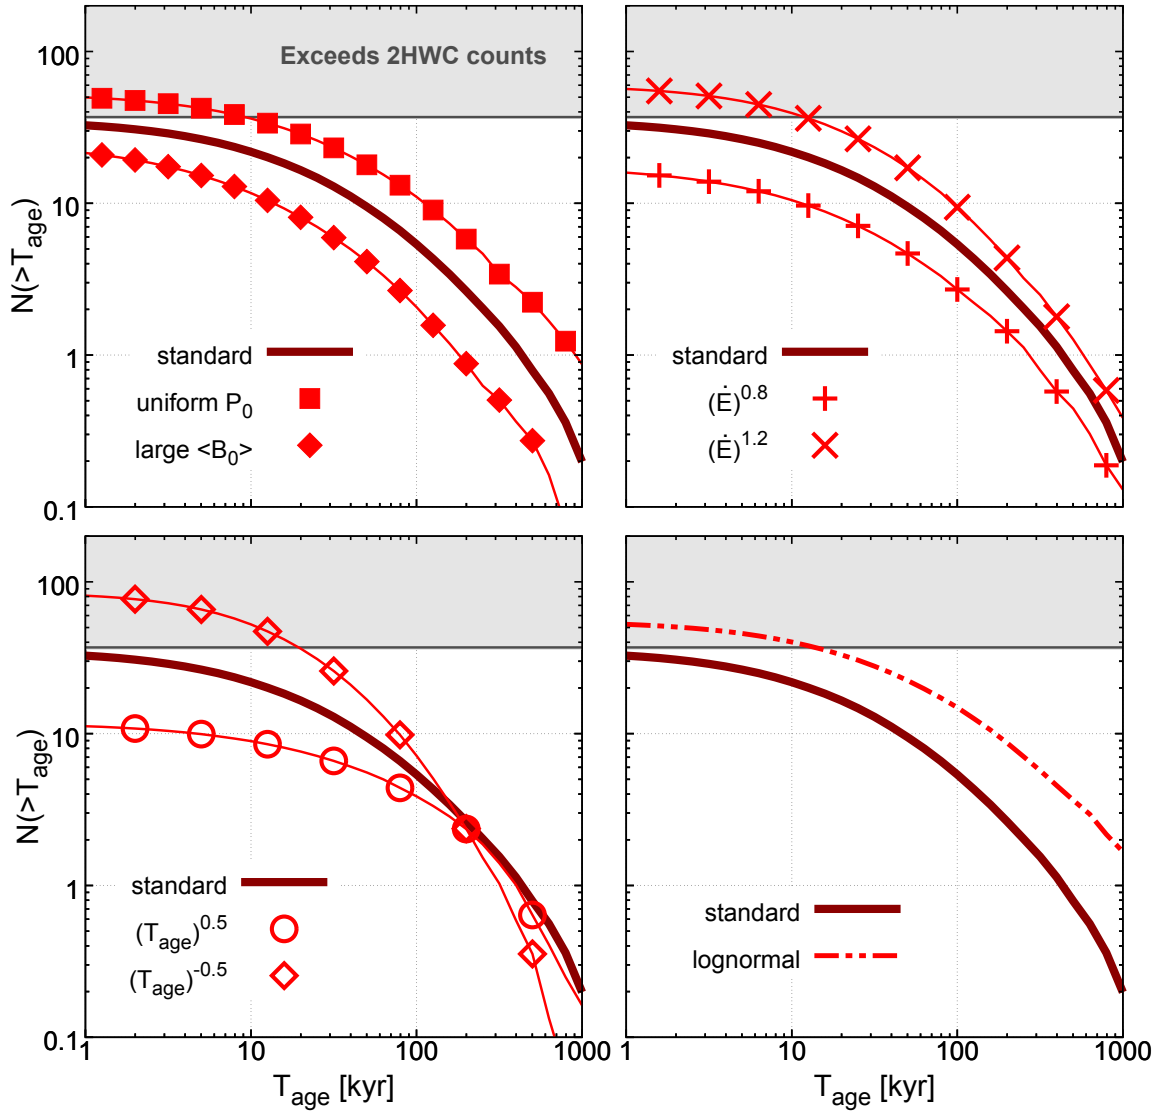 Exceeds 2HWC counts
100
10
1
0.1
N(>T_age)
standard
uniform P_0
large <B_0>
standard
(Ė)^0.8
(Ė)^1.2
100
10
1
0.1
N(>T_age)
standard
(T_age)^0.5
(T_age)^-0.5
1 10 100 1000
T_age [kyr]
standard
lognormal
1 10 100 1000
T_age [kyr]